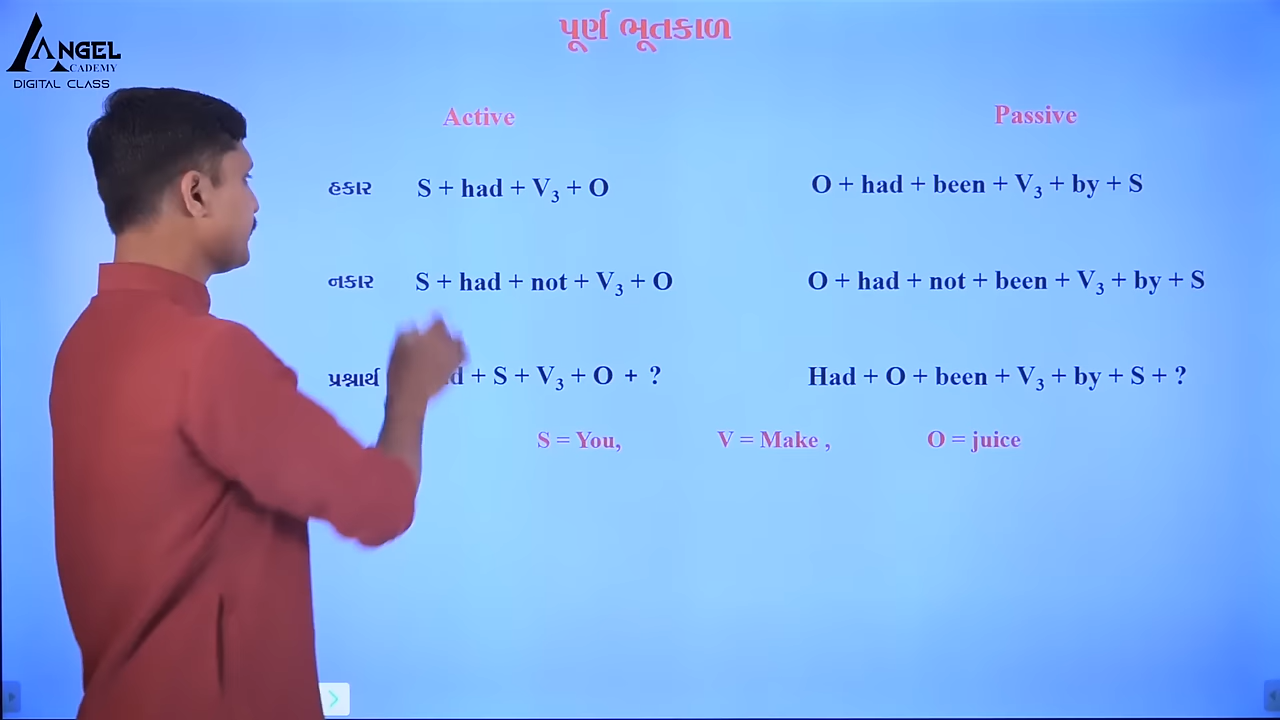 ANGEL
ACADEMY
DIGITAL CLASS
પૂર્ણ ભૂતકાળ
Active Passive
હકાર S + had + V3 + O O + had + been + V3 + by + S
નકાર S + had + not + V3 + O O + had + not + been + V3 + by + S
પ્રશ્નાર્થ + S + V3 + O + ? Had + O + been + V3 + by + S + ?
S = You, V = Make , O = juice